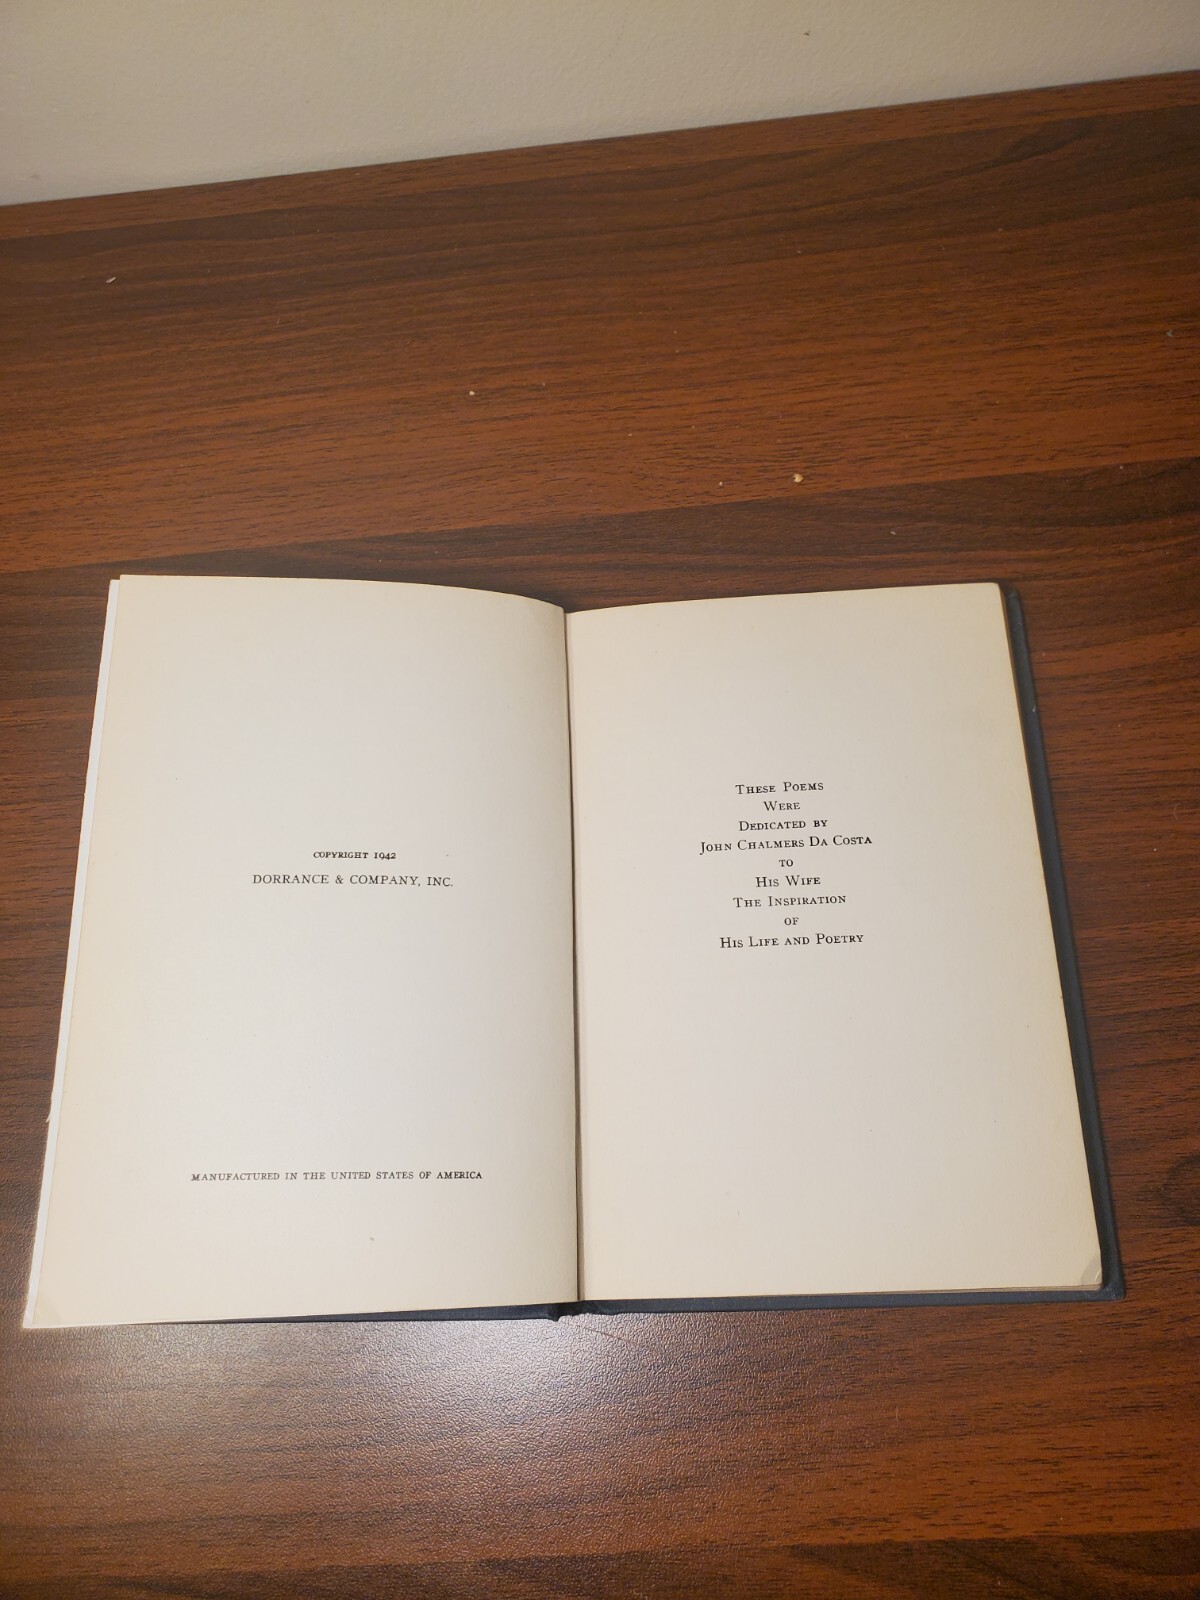 COPYRIGHT 1942
DORRANCE & COMPANY, INC.
MANUFACTURED IN THE UNITED STATES OF AMERICA
THESE POEMS
WERE
DEDICATED BY
JOHN CHALMERS DA COSTA
TO
HIS WIFE
THE INSPIRATION
OF
HIS LIFE AND POETRY